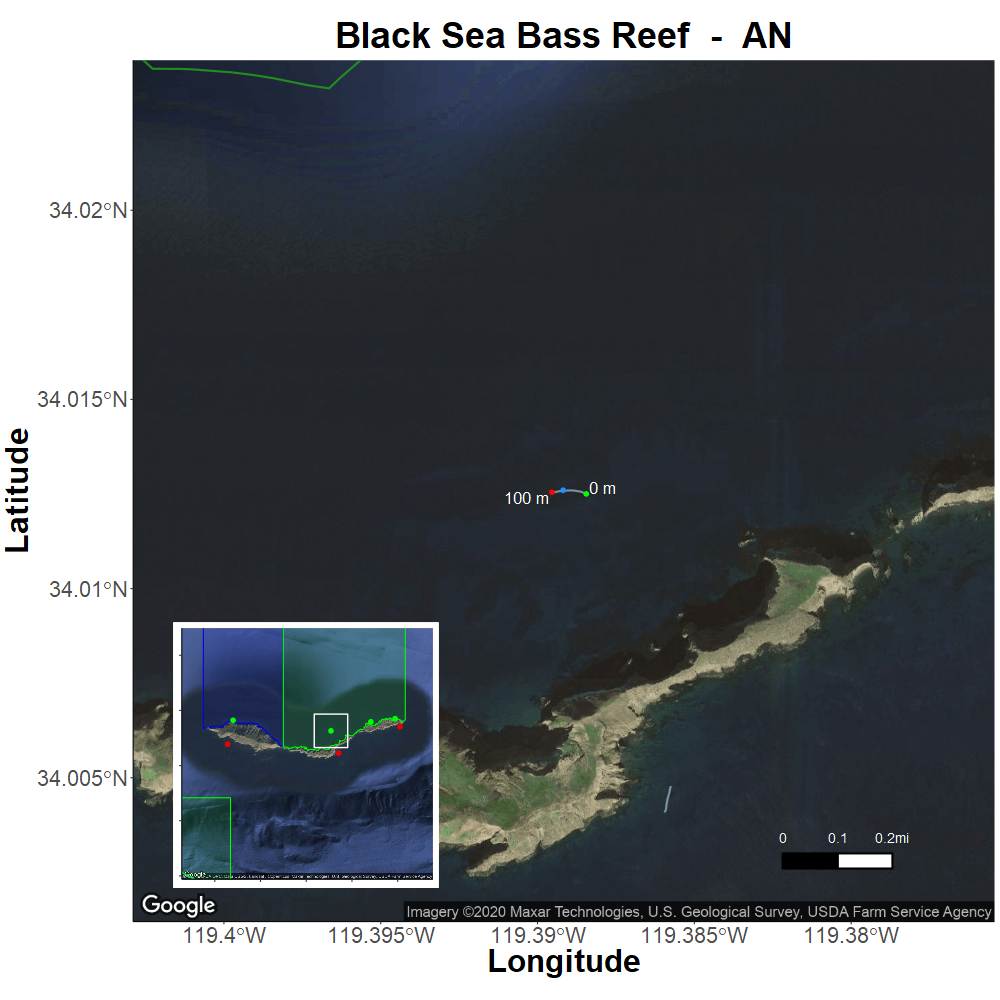 Black Sea Bass Reef - AN
Latitude
34.02°N
34.015°N
34.01°N
34.005°N
100 m
0 m
0 0.1 0.2mi
Google
Imagery ©2020 Maxar Technologies, U.S. Geological Survey, USDA Farm Service Agency
119.4°W 119.395°W 119.39°W 119.385°W 119.38°W
Longitude